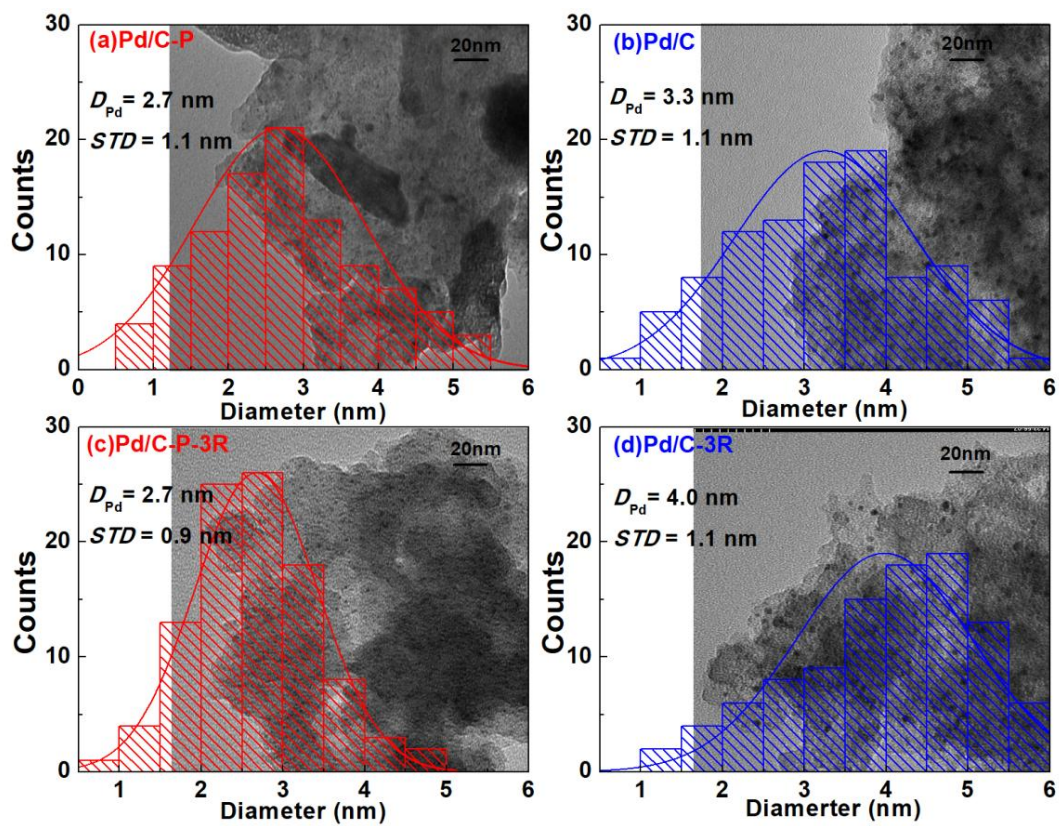 30
20
10
0
Counts
(a)Pd/C-P
20nm
D Pd = 2.7 nm
STD = 1.1 nm
0 1 2 3 4 5 6
Diameter (nm)
30
20
10
0
Counts
(b)Pd/C
20nm
D Pd = 3.3 nm
STD = 1.1 nm
1 2 3 4 5 6
Diameter (nm)
30
20
10
0
Counts
(c)Pd/C-P-3R
20nm
D Pd = 2.7 nm
STD = 0.9 nm
1 2 3 4 5 6
Diameter (nm)
30
20
10
0
Counts
(d)Pd/C-3R
20nm
D Pd = 4.0 nm
STD = 1.1 nm
1 2 3 4 5 6
Diamerter (nm)